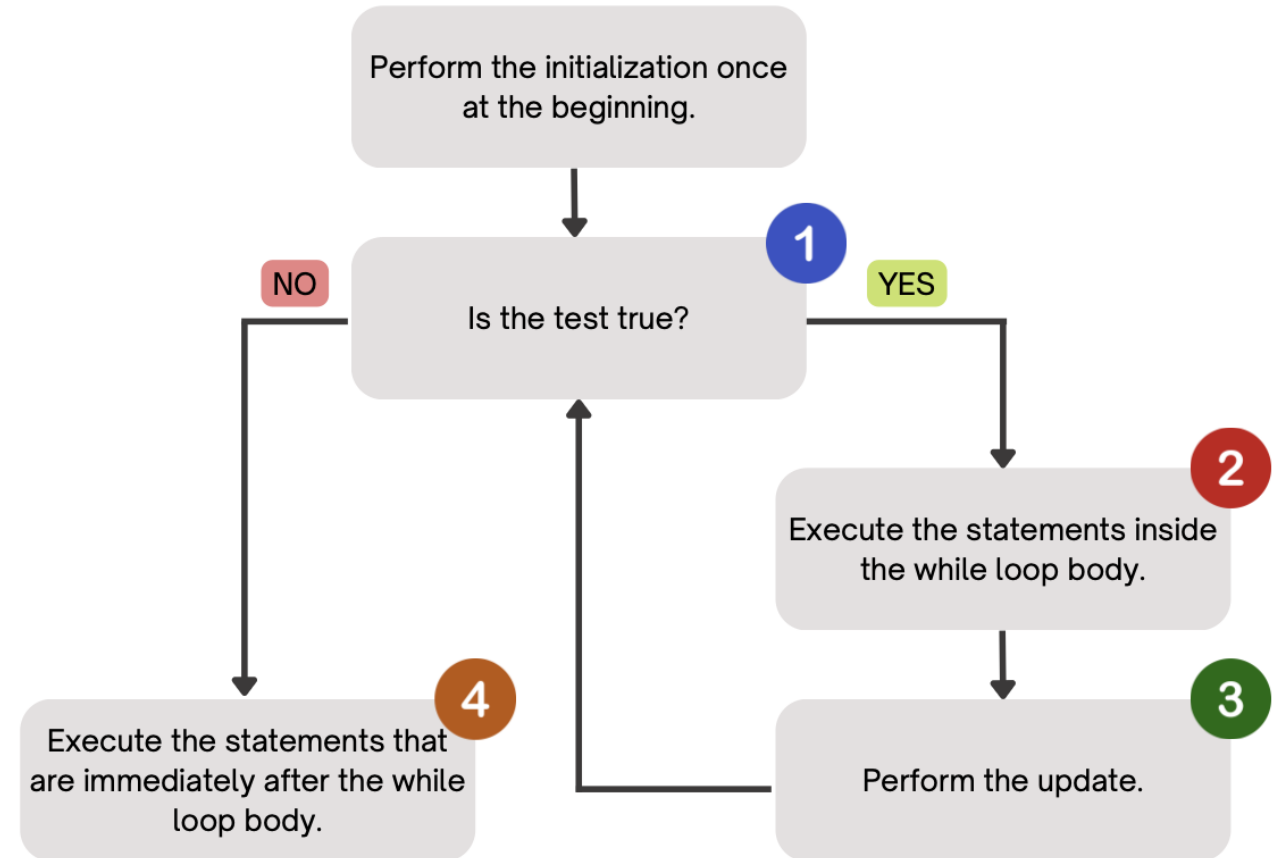 Perform the initialization once
at the beginning.
1
NO
YES
Is the test true?
2
Execute the statements inside
the while loop body.
4
3
Execute the statements that
are immediately after the while
loop body.
Perform the update.